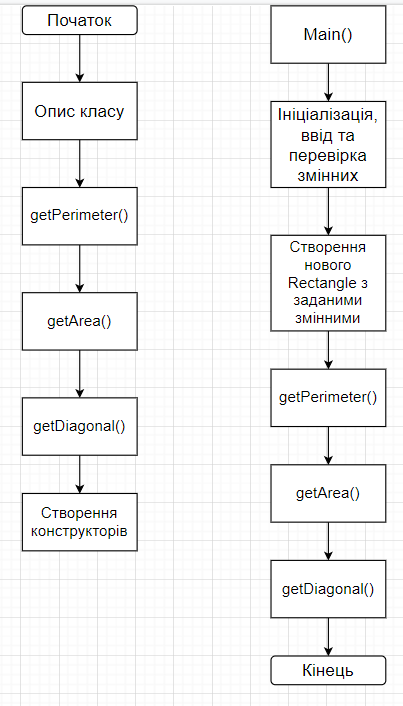 Початок
Опис класу
getPerimeter()
getArea()
getDiagonal()
Створення
конструкторів
Main()
Ініціалізація,
ввід та
перевірка
змінних
Створення
нового
Rectangle з
заданими
змінними
getPerimeter()
getArea()
getDiagonal()
Кінець